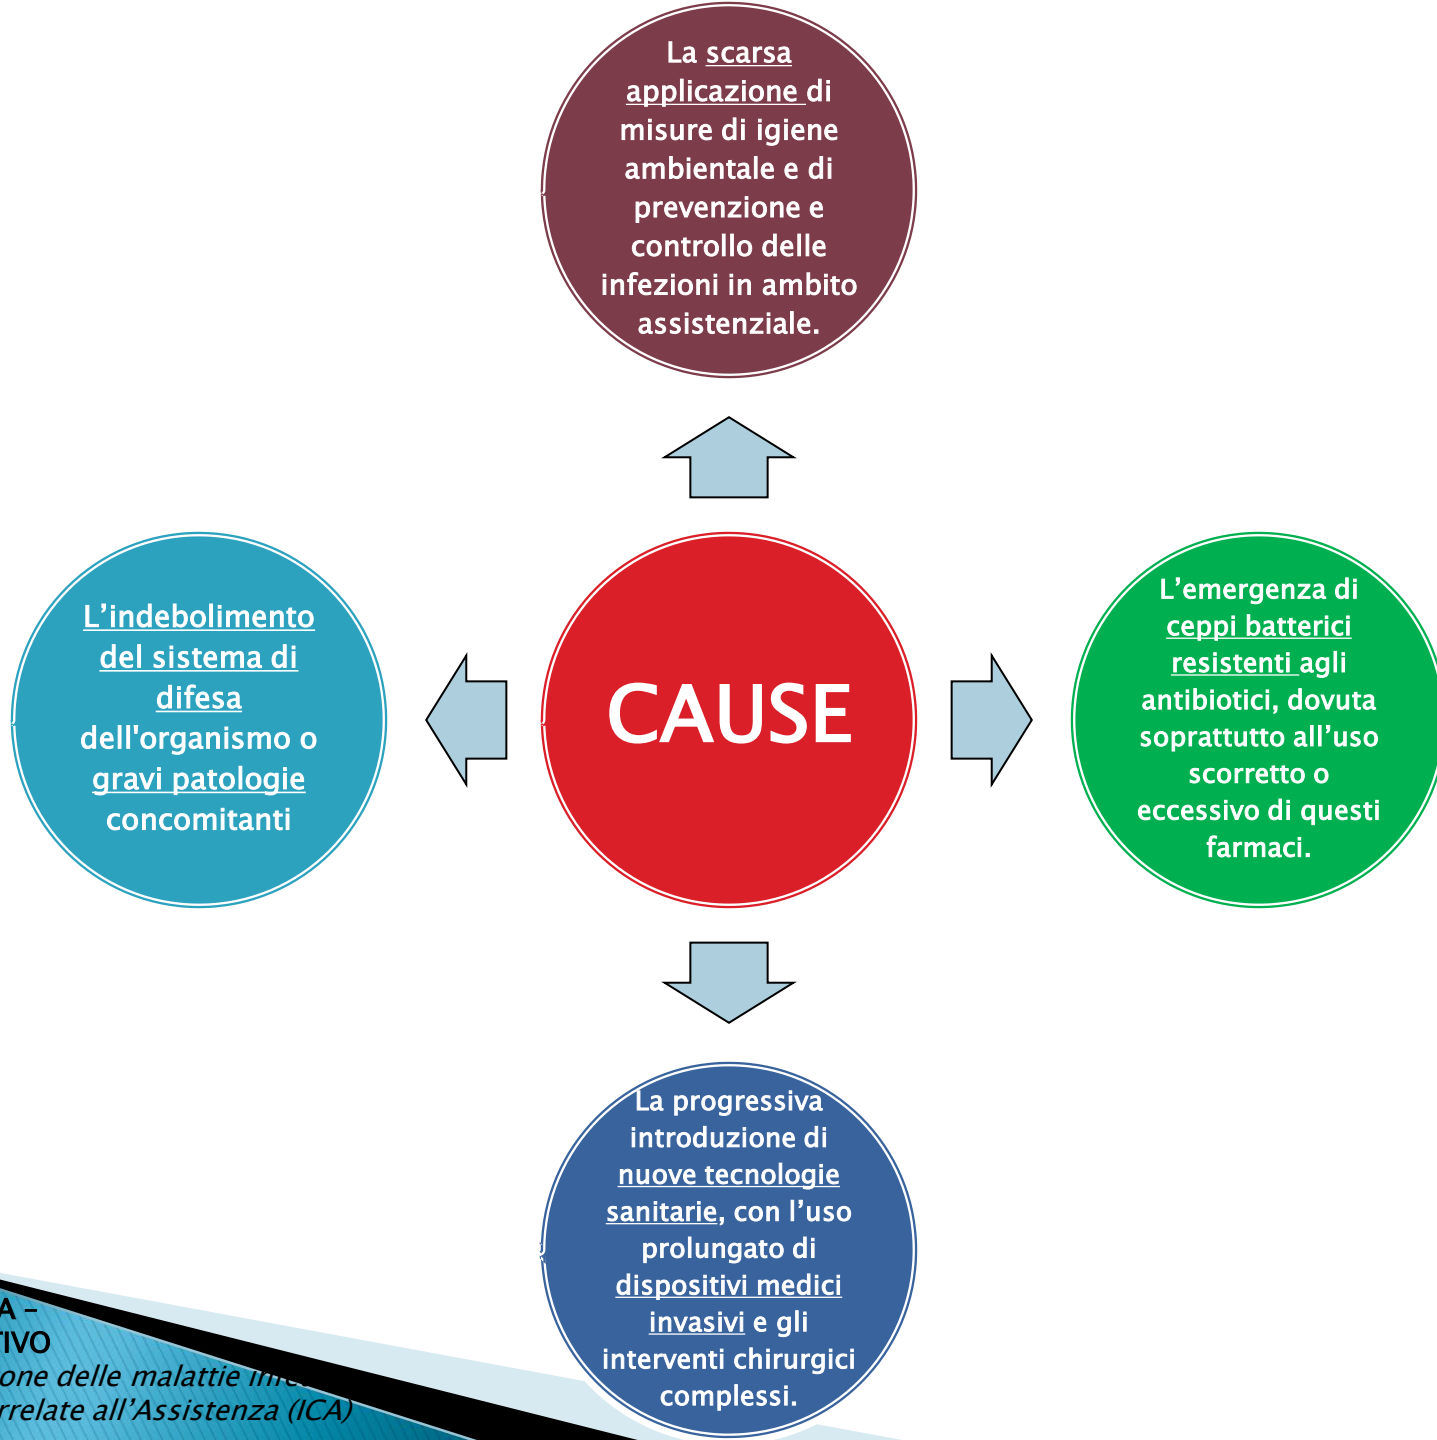 La scarsa
applicazione di
misure di igiene
ambientale e di
prevenzione e
controllo delle
infezioni in ambito
assistenziale.
L'indebolimento
del sistema di
difesa
dell'organismo o
gravi patologie
concomitanti
CAUSE
L'emergenza di
ceppi batterici
resistenti agli
antibiotici, dovuta
soprattutto all'uso
scorretto o
eccessivo di questi
farmaci.
La progressiva
introduzione di
nuove tecnologie
sanitarie, con l'uso
prolungato di
dispositivi medici
invasivi e gli
interventi chirurgici
complessi.
A –
TIVO
one delle malattie
rrelate all'Assistenza (ICA)